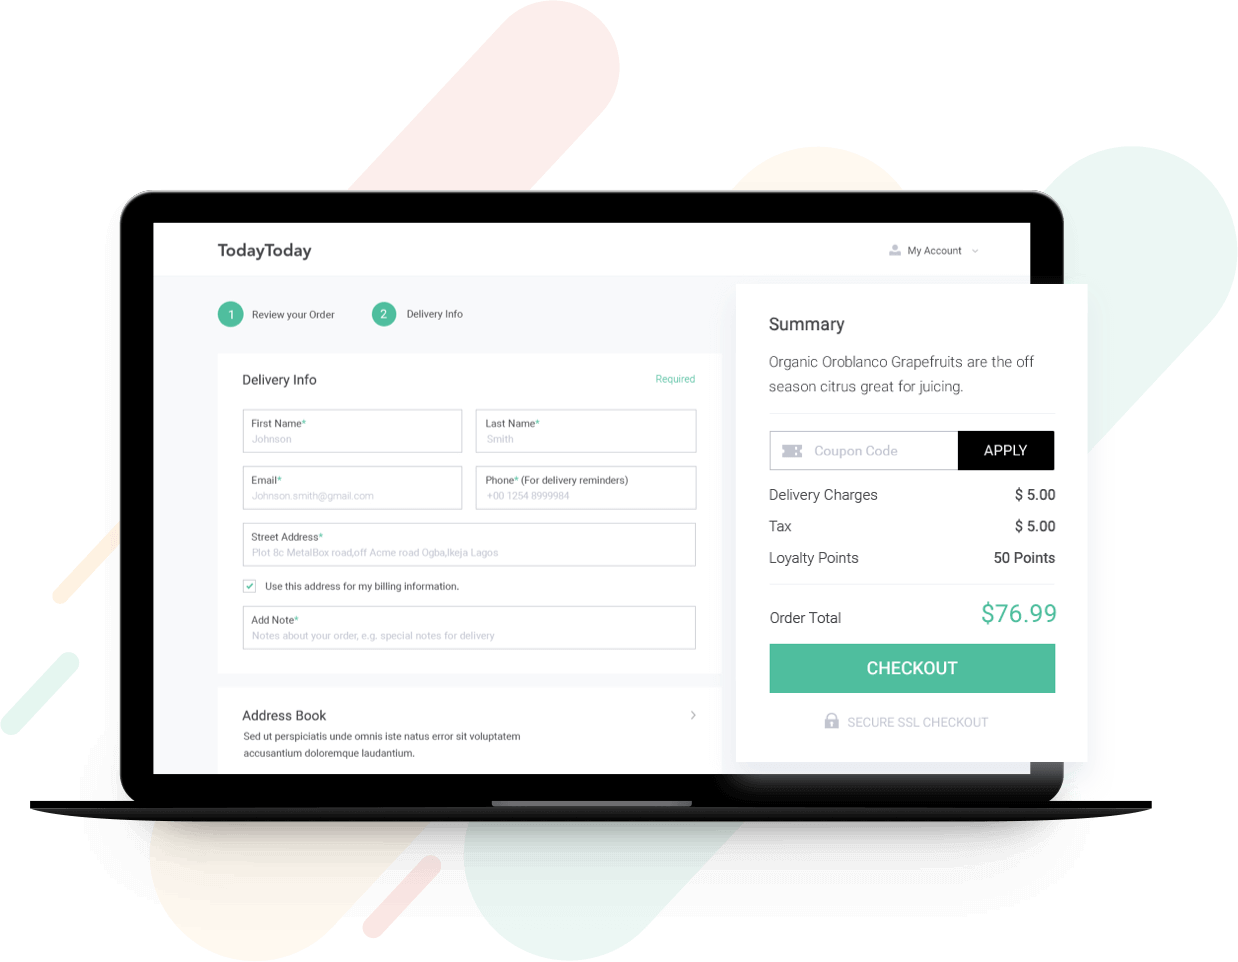 TodayToday
My Account
1 Review your Order
2 Delivery Info
Delivery Info
Required
First Name*
Johnson
Last Name*
Smith
Email*
Johnson.smith@gmail.com
Phone* (For delivery reminders)
+00 1254 8999984
Street Address*
Plot 8c MetalBox road,off Acme road Ogba,Ikeja Lagos
Use this address for my billing information.
Add Note*
Notes about your order, e.g. special notes for delivery
Address Book
Sed ut perspiciatis unde omnis iste natus error sit voluptatem
accusantium doloremque laudantium.
Summary
Organic Oroblanco Grapefruits are the off
season citrus great for juicing.
Coupon Code
APPLY
Delivery Charges $ 5.00
Tax $ 5.00
Loyalty Points 50 Points
Order Total $76.99
CHECKOUT
SECURE SSL CHECKOUT